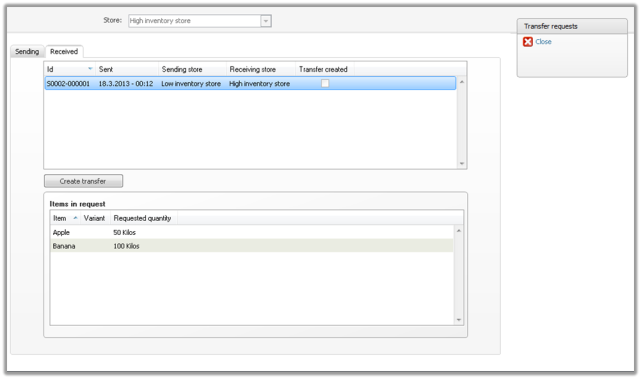 Store: High inventory store
Transfer requests
Close
Sending Received
Id Sent Sending store Receiving store Transfer created
S0002-000001 18.3.2013 - 00:12 Low inventory store High inventory store
Create transfer
Items in request
Item Variant Requested quantity
Apple 50 Kilos
Banana 100 Kilos